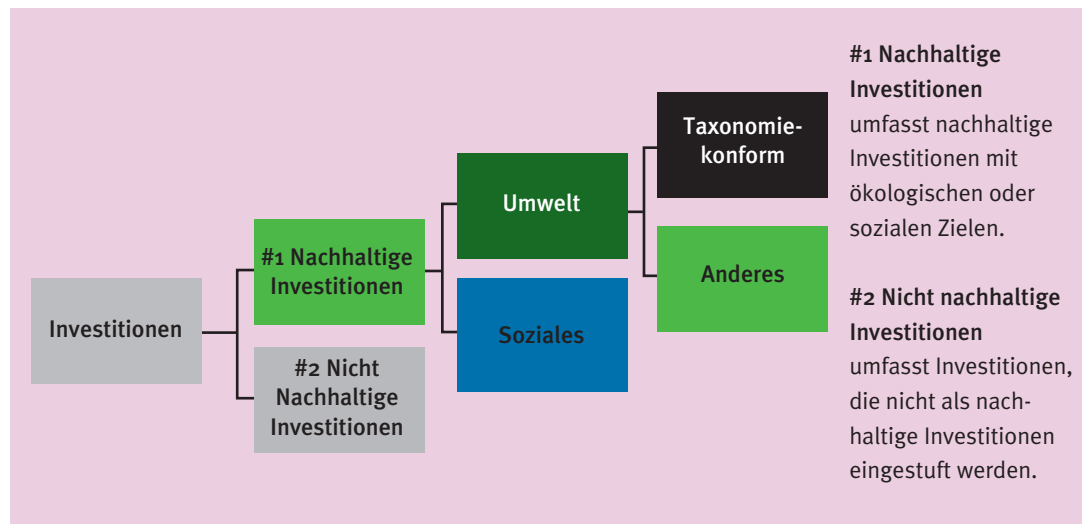 Investitionen
#1 Nachhaltige
Investitionen
#2 Nicht
Nachhaltige
Investitionen
Umwelt
Soziales
Taxonomie-
konform
Anderes
#1 Nachhaltige
Investitionen
umfasst nachhaltige
Investitionen mit
ökologischen oder
sozialen Zielen.
#2 Nicht nachhaltige
Investitionen
umfasst Investitionen,
die nicht als nach-
haltige Investitionen
eingestuft werden.